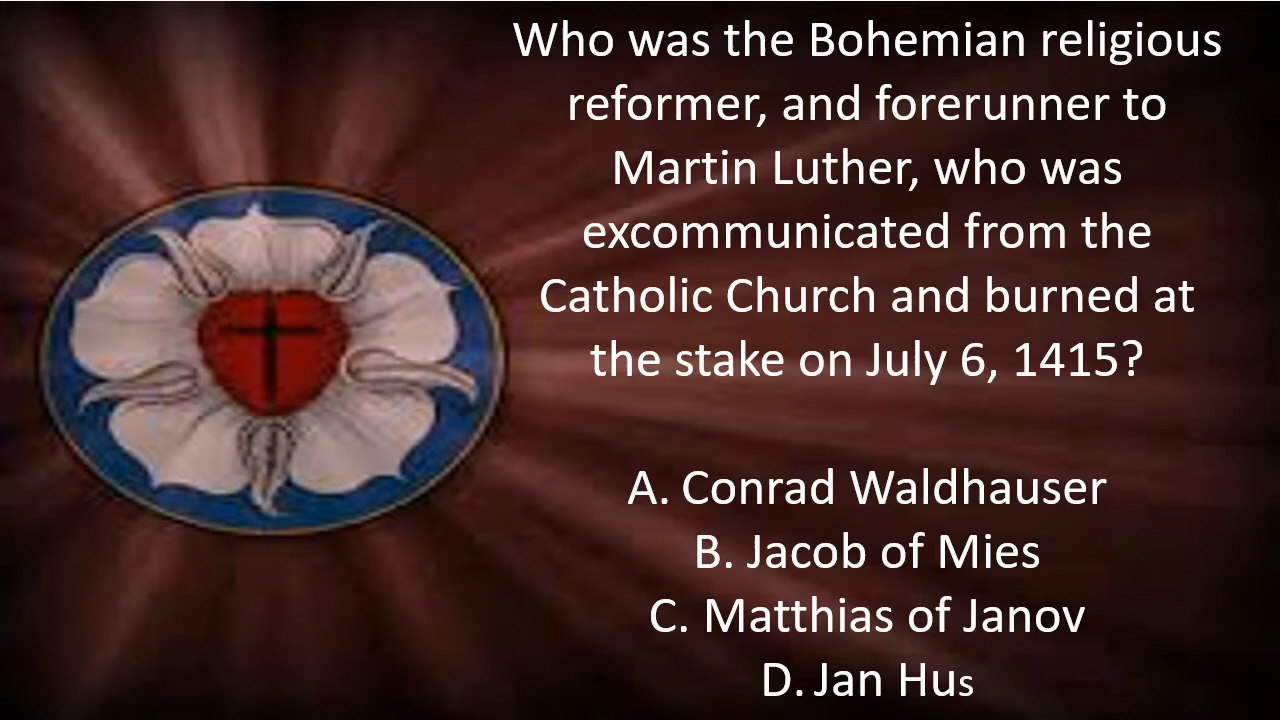 Who was the Bohemian religious
reformer, and forerunner to
Martin Luther, who was
excommunicated from the
Catholic Church and burned at
the stake on July 6, 1415?
A. Conrad Waldhauser
B. Jacob of Mies
C. Matthias of Janov
D. Jan Hus